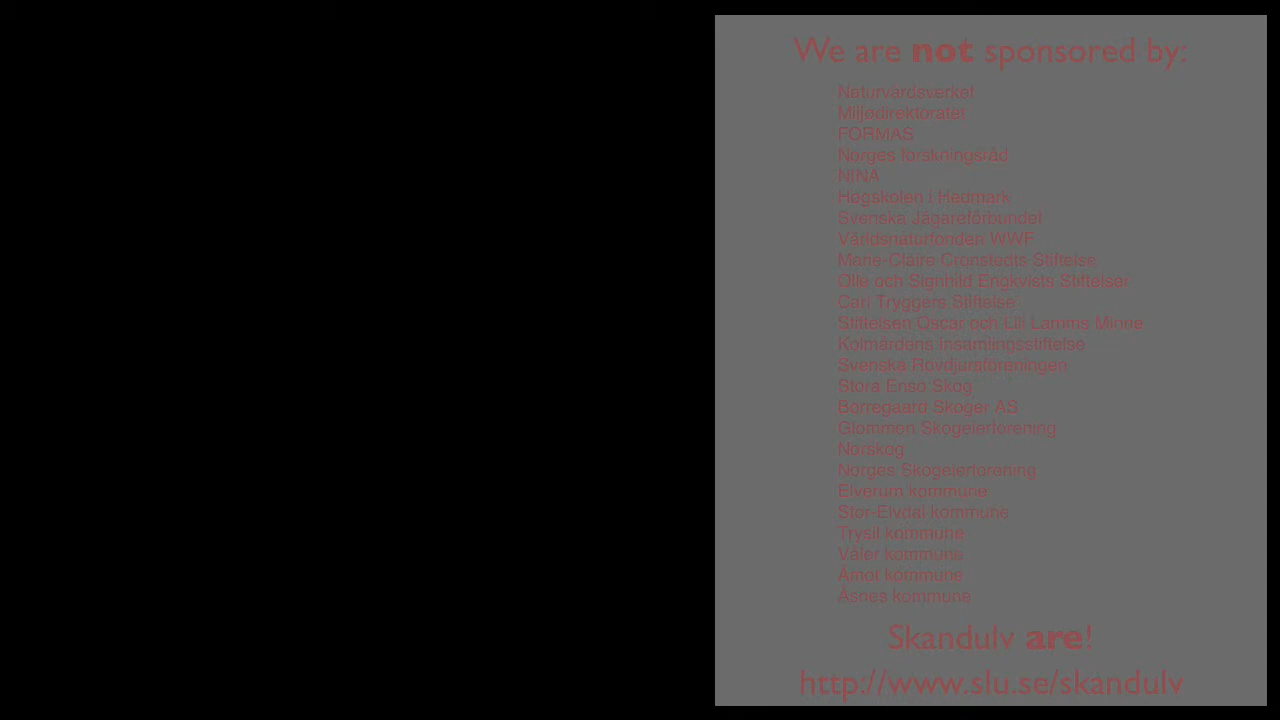 We are not sponsored by:
Naturvårdsverket
Miljødirektoratet
FORMAS
Norges forskningsråd
NINA
Høgskolen i Hedmark
Svenska Jägareförbundet
Världsnaturfonden WWF
Marie-Claire Cronstedts Stiftelse
Olle och Signhild Engkvists Stiftelser
Carl Tryggers Stiftelse
Stiftelsen Oscar och Lili Lamms Minne
Kolmårdens Insamlingsstiftelse
Svenska Rovdjursföreningen
Stora Enso Skog
Borregaard Skoger AS
Glommen Skogeierforening
Norskog
Norges Skogeierforening
Elverum kommune
Stor-Elvdal kommune
Trysil kommune
Våler kommune
Åmot kommune
Åsnes kommune
Skandulv are!
http://www.slu.se/skandulv